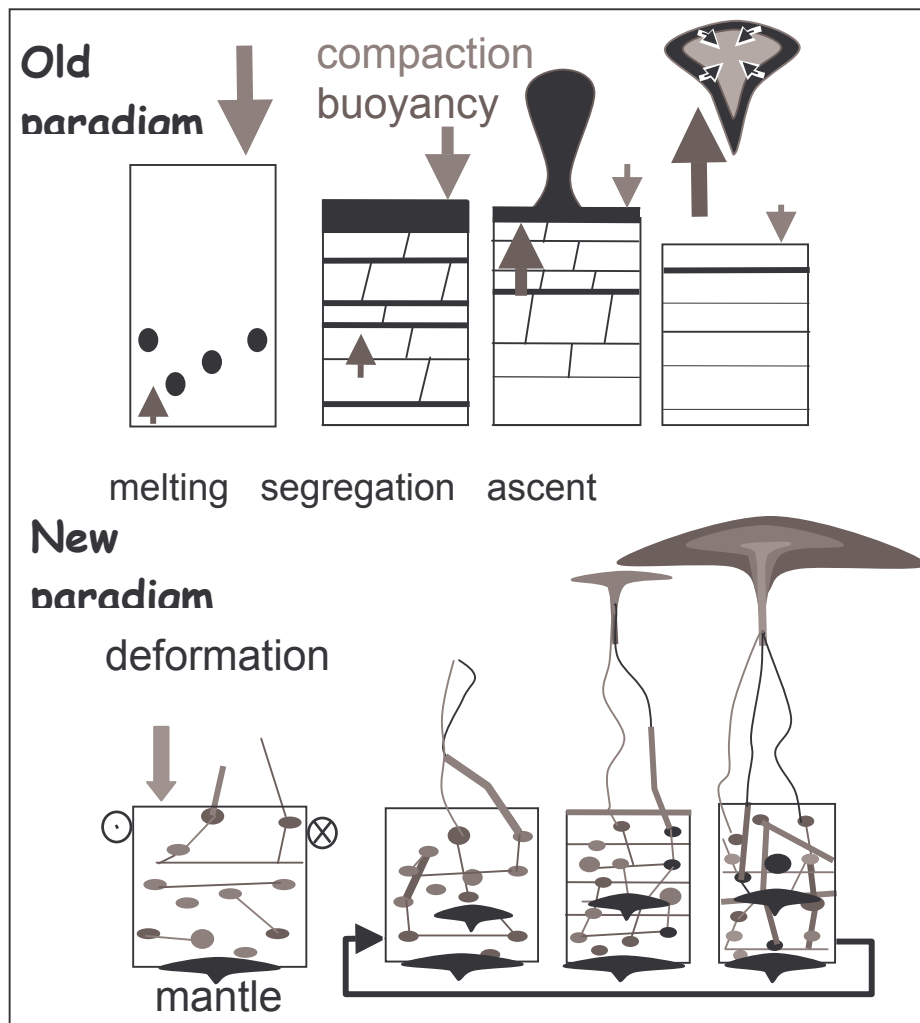 Old
paradigm
compaction
buoyancy
melting segregation ascent
New
paradigm
deformation
mantle